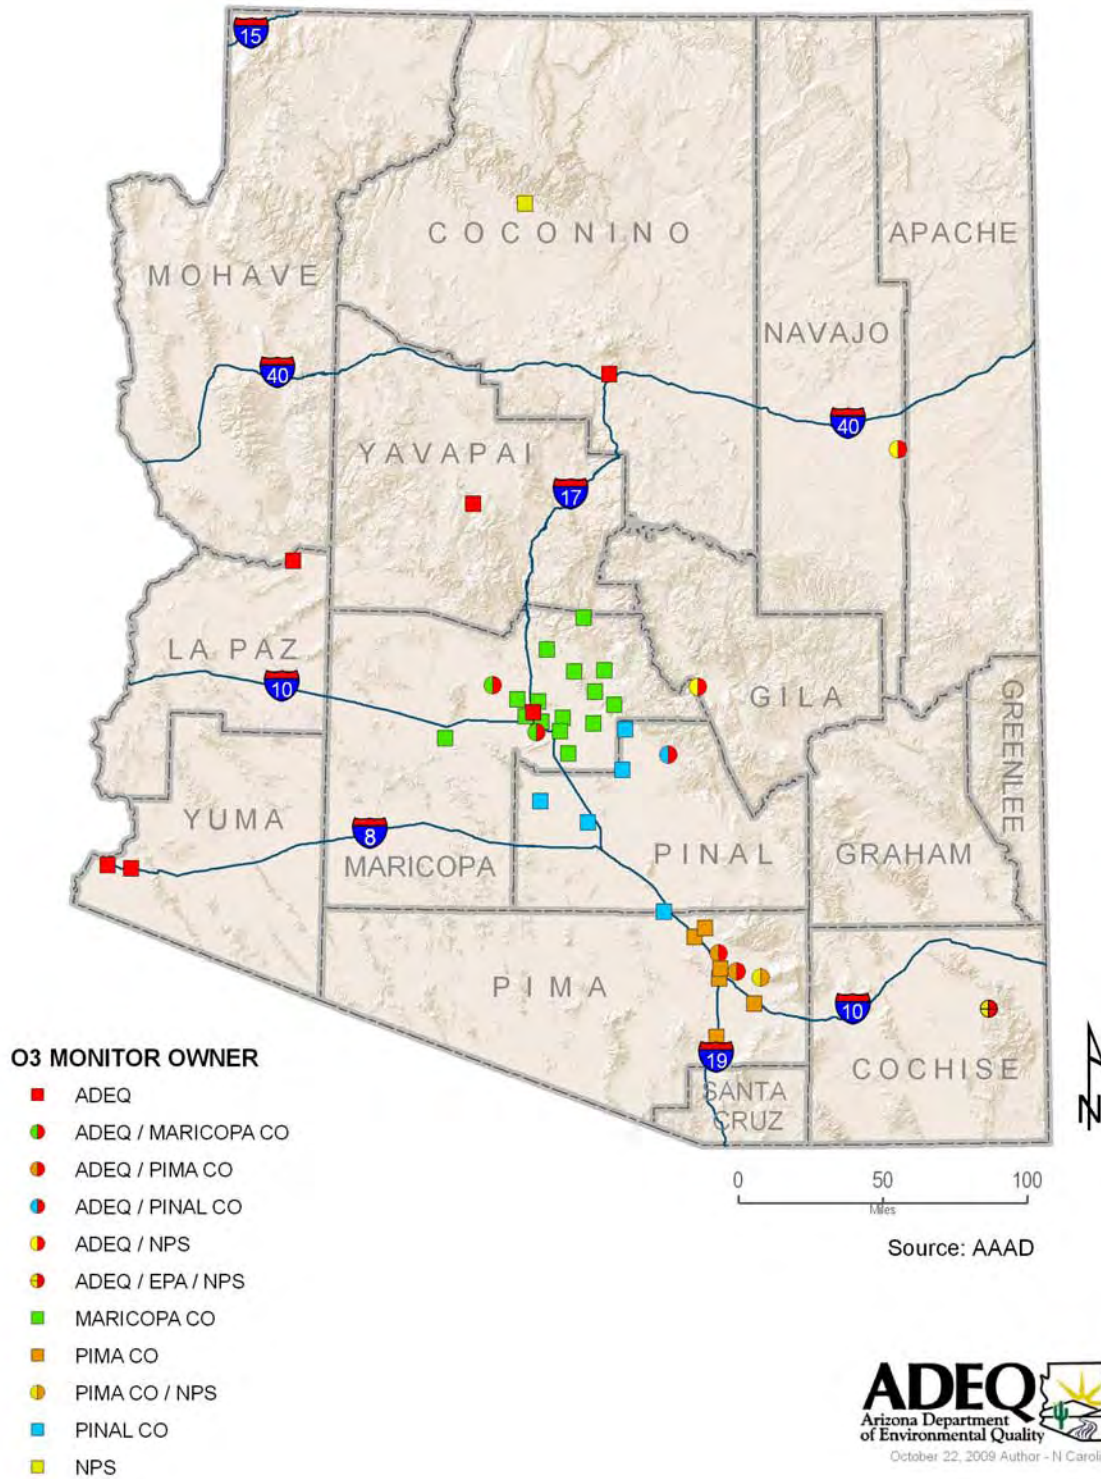 15
COCONINO
APACHE
MOHAVE
NAVAJO
40
40
YAVAPAI
17
LA PAZ
10
GILA
GREENLEE
YUMA
8
MARICOPA
PINAL
GRAHAM
PIMA
10
19
COCHISE
SANTA
CRUZ
N
O3 MONITOR OWNER
ADEQ
ADEQ / MARICOPA CO
ADEQ / PIMA CO
ADEQ / PINAL CO
ADEQ / NPS
ADEQ / EPA / NPS
MARICOPA CO
PIMA CO
PIMA CO / NPS
PINAL CO
NPS
0 50 100
Miles
Source: AAAD
ADEQ
Arizona Department
of Environmental Quality
October 22, 2009 Author - N Caroli